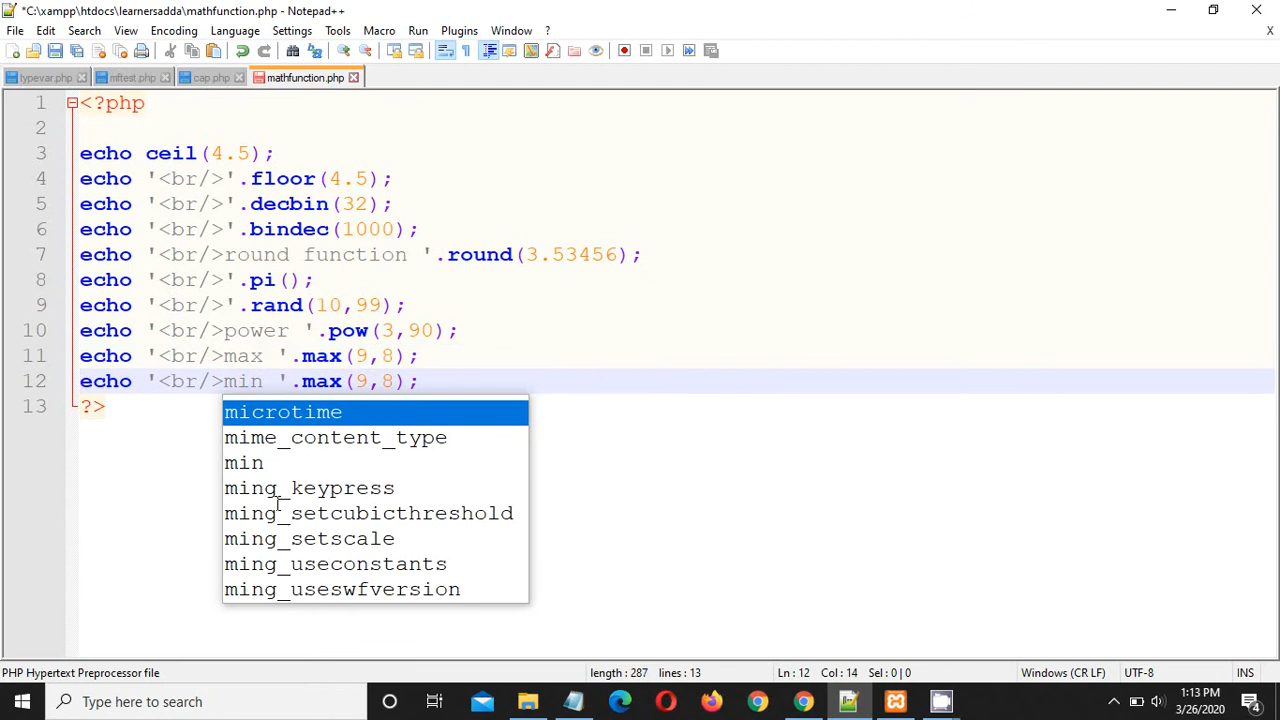 *C:\xampp\htdocs\learnersadda\mathfunction.php - Notepad++
File Edit Search View Encoding Language Settings Tools Macro Run Plugins Window ?
X
typevar.php mftest.php cap.php mathfunction.php
1 <?php
2
3 echo ceil(4.5);
4 echo '<br/>'.floor(4.5);
5 echo '<br/>'.decbin(32);
6 echo '<br/>'.bindec(1000);
7 echo '<br/>round function '.round(3.53456);
8 echo '<br/>'.pi();
9 echo '<br/>'.rand(10,99);
10 echo '<br/>power '.pow(3,90);
11 echo '<br/>max '.max(9,8);
12 echo '<br/>min '.max(9,8);
13 ?>
microtime
mime_content_type
min
ming_keypress
ming_setcubicthreshold
ming_setscale
ming_useconstants
ming_useswfversion
PHP Hypertext Preprocessor file length : 287 lines : 13 Ln : 12 Col : 14 Sel : 0 | 0 Windows (CR LF) UTF-8 INS
Type here to search
1:13 PM
3/26/2020
4